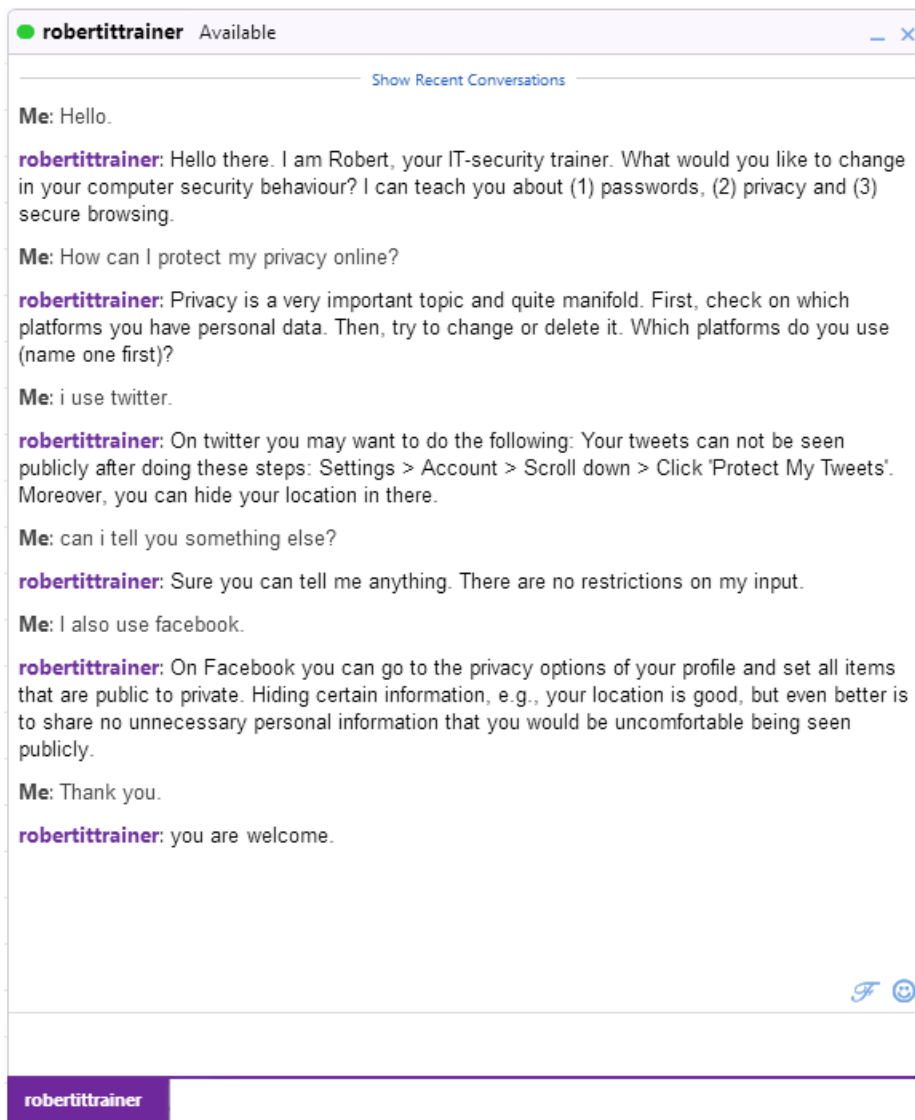 robertittrainer Available
Show Recent Conversations
Me: Hello.
robertittrainer: Hello there. I am Robert, your IT-security trainer. What would you like to change
in your computer security behaviour? I can teach you about (1) passwords, (2) privacy and (3)
secure browsing.
Me: How can I protect my privacy online?
robertittrainer: Privacy is a very important topic and quite manifold. First, check on which
platforms you have personal data. Then, try to change or delete it. Which platforms do you use
(name one first)?
Me: i use twitter.
robertittrainer: On twitter you may want to do the following: Your tweets can not be seen
publicly after doing these steps: Settings > Account > Scroll down > Click 'Protect My Tweets'.
Moreover, you can hide your location in there.
Me: can i tell you something else?
robertittrainer: Sure you can tell me anything. There are no restrictions on my input.
Me: I also use facebook.
robertittrainer: On Facebook you can go to the privacy options of your profile and set all items
that are public to private. Hiding certain information, e.g., your location is good, but even better is
to share no unnecessary personal information that you would be uncomfortable being seen
publicly.
Me: Thank you.
robertittrainer: you are welcome.
robertittrainer